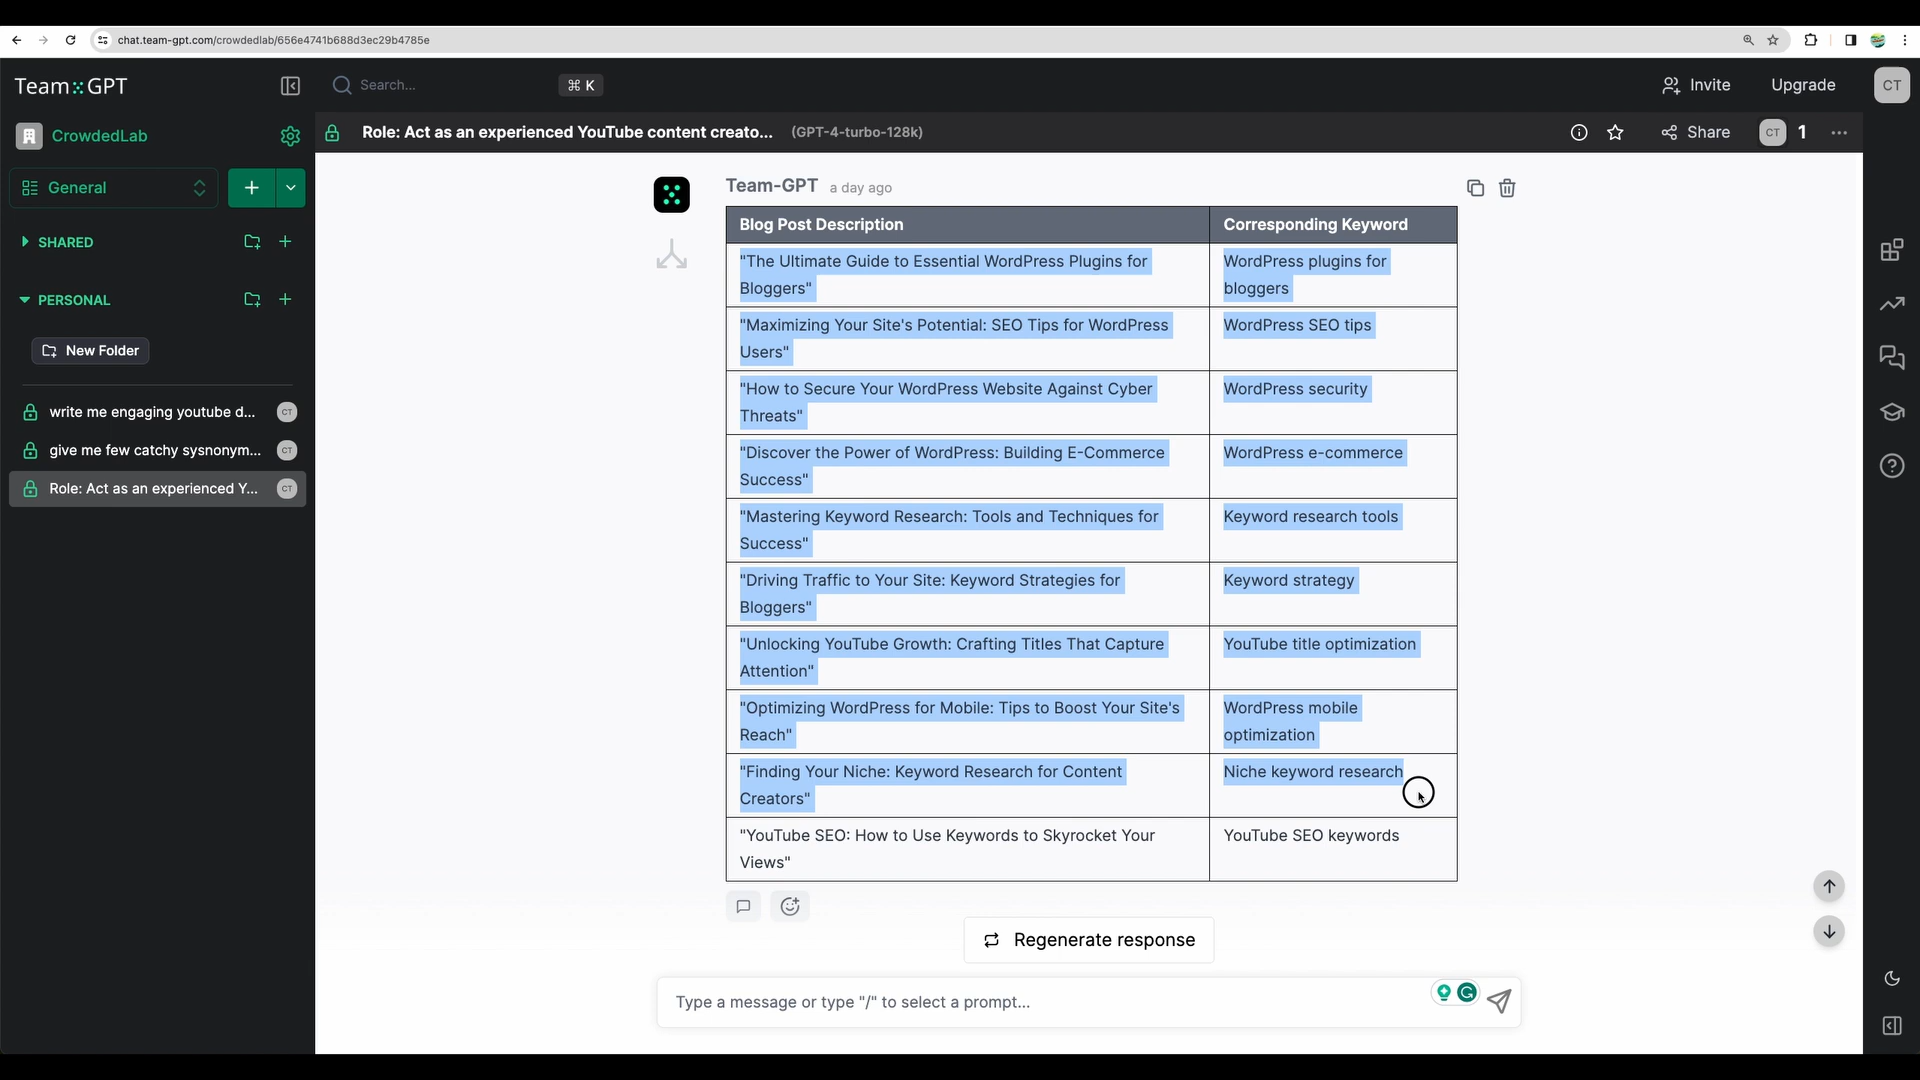 chat.team-gpt.com/crowdedlab/656e4741b688d3ec29b4785e
Team GPT
Search...
⌘ K
Invite
Upgrade
CT
CrowdedLab
Role: Act as an experienced YouTube content creato... (GPT-4-turbo-128k)
Share
CT
1
General
SHARED
PERSONAL
New Folder
write me engaging youtube d...
CT
give me few catchy sysnonym...
CT
Role: Act as an experienced Y...
CT
Team-GPT a day ago
Blog Post Description
Corresponding Keyword
"The Ultimate Guide to Essential WordPress Plugins for
Bloggers"
WordPress plugins for
bloggers
"Maximizing Your Site's Potential: SEO Tips for WordPress
Users"
WordPress SEO tips
"How to Secure Your WordPress Website Against Cyber
Threats"
WordPress security
"Discover the Power of WordPress: Building E-Commerce
Success"
WordPress e-commerce
"Mastering Keyword Research: Tools and Techniques for
Success"
Keyword research tools
"Driving Traffic to Your Site: Keyword Strategies for
Bloggers"
Keyword strategy
"Unlocking YouTube Growth: Crafting Titles That Capture
Attention"
YouTube title optimization
"Optimizing WordPress for Mobile: Tips to Boost Your Site's
Reach"
WordPress mobile
optimization
"Finding Your Niche: Keyword Research for Content
Creators"
Niche keyword research
"YouTube SEO: How to Use Keywords to Skyrocket Your
Views"
YouTube SEO keywords
Regenerate response
Type a message or type "/" to select a prompt...